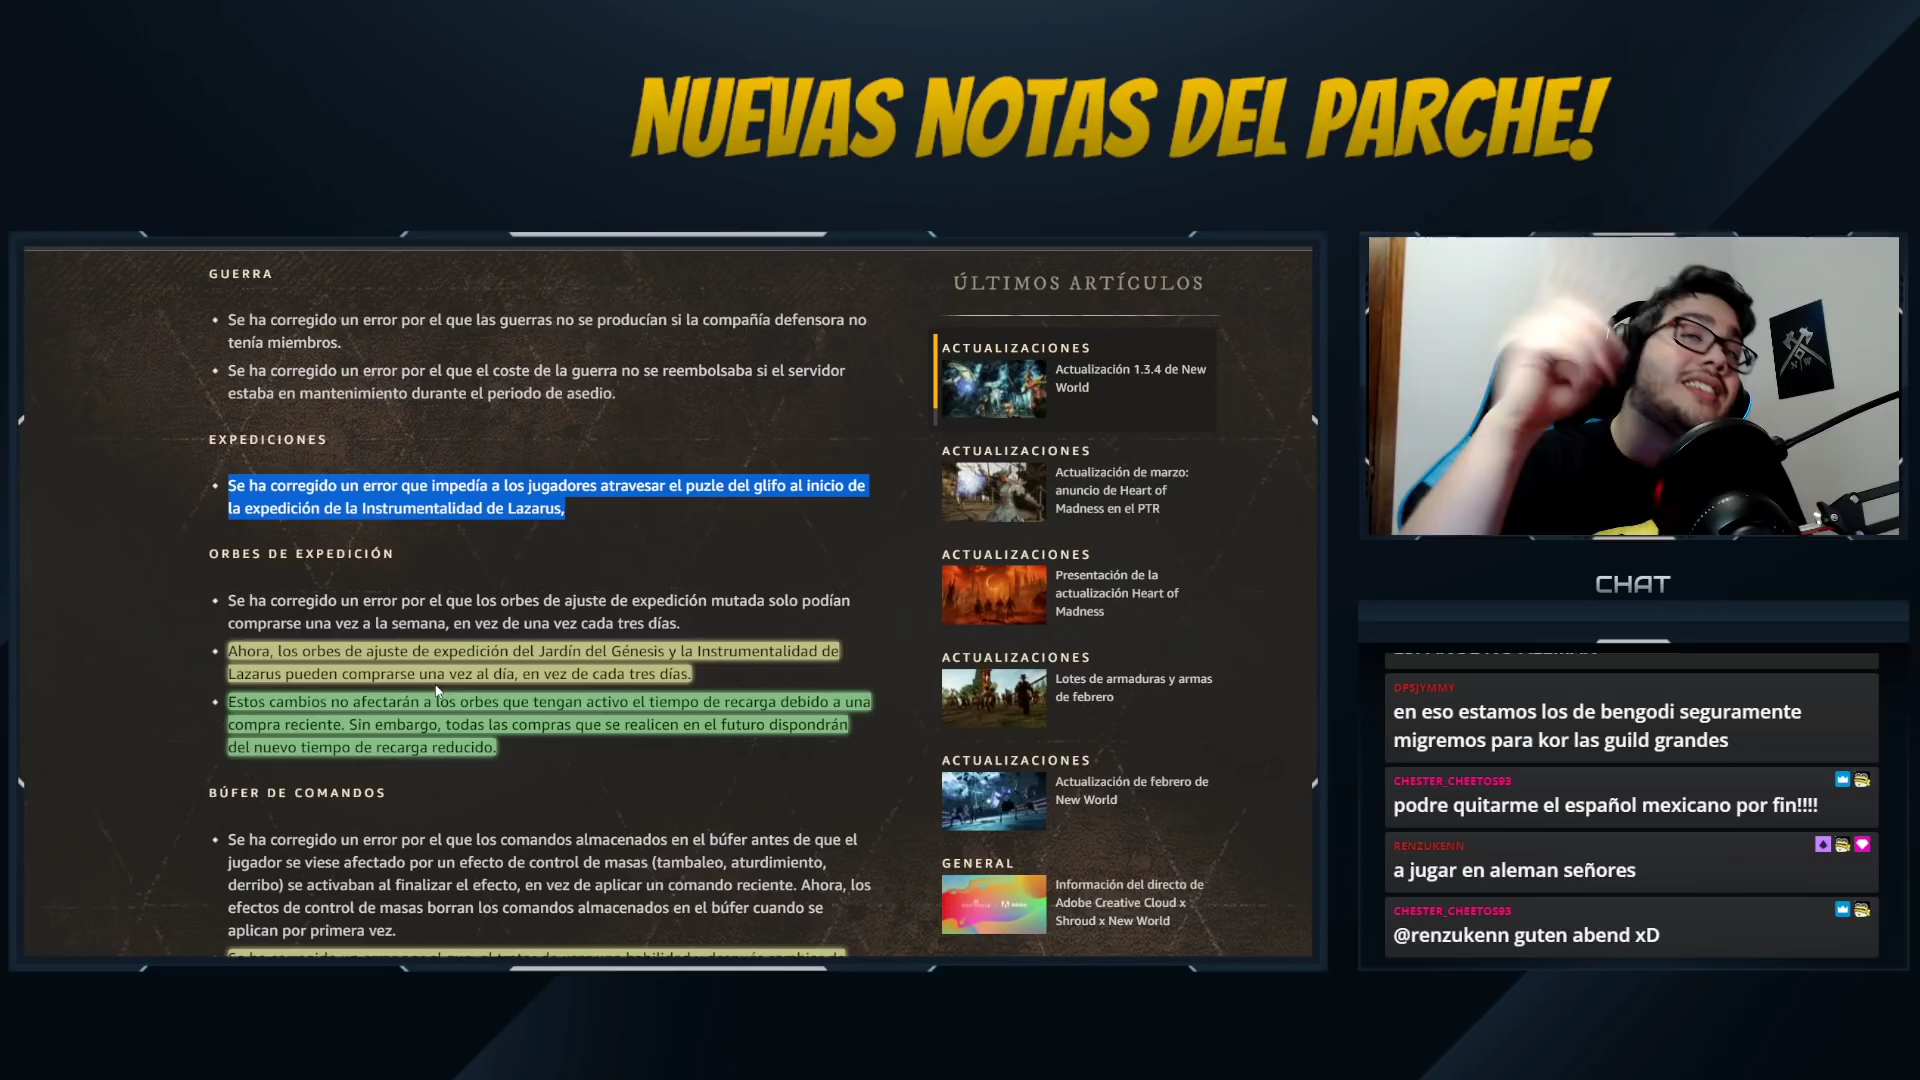 NUEVAS NOTAS DEL PARCHE!
GUERRA
Se ha corregido un error por el que las guerras no se producían si la compañía defensora no
tenía miembros.
Se ha corregido un error por el que el coste de la guerra no se reembolsaba si el servidor
estaba en mantenimiento durante el periodo de asedio.
EXPEDICIONES
Se ha corregido un error que impedía a los jugadores atravesar el puzle del glifo al inicio de
la expedición de la Instrumentalidad de Lazarus,
ORBES DE EXPEDICIÓN
Se ha corregido un error por el que los orbes de ajuste de expedición mutada solo podían
comprarse una vez a la semana, en vez de una vez cada tres días.
Ahora, los orbes de ajuste de expedición del Jardín del Génesis y la Instrumentalidad de
Lazarus pueden comprarse una vez al día, en vez de cada tres días.
Estos cambios no afectarán a los orbes que tengan activo el tiempo de recarga debido a una
compra reciente. Sin embargo, todas las compras que se realicen en el futuro dispondrán
del nuevo tiempo de recarga reducido.
BÚFER DE COMANDOS
Se ha corregido un error por el que los comandos almacenados en el búfer antes de que el
jugador se viese afectado por un efecto de control de masas (tambaleo, aturdimiento,
derribo) se activaban al finalizar el efecto, en vez de aplicar un comando reciente. Ahora, los
efectos de control de masas borran los comandos almacenados en el búfer cuando se
aplican por primera vez.
ÚLTIMOS ARTÍCULOS
ACTUALIZACIONES
Actualización 1.3.4 de New
World
ACTUALIZACIONES
Actualización de marzo:
anuncio de Heart of
Madness en el PTR
ACTUALIZACIONES
Presentación de la
actualización Heart of
Madness
ACTUALIZACIONES
Lotes de armaduras y armas
de febrero
ACTUALIZACIONES
Actualización de febrero de
New World
GENERAL
Información del directo de
Adobe Creative Cloud x
Shroud x New World
CHAT
DPSJYMMY
en eso estamos los de bengodi seguramente
migremos para kor las guild grandes
CHESTER_CHEETOS93
podre quitarme el español mexicano por fin!!!!
RENZUKENN
a jugar en aleman señores
CHESTER_CHEETOS93
@renzukenn guten abend xD